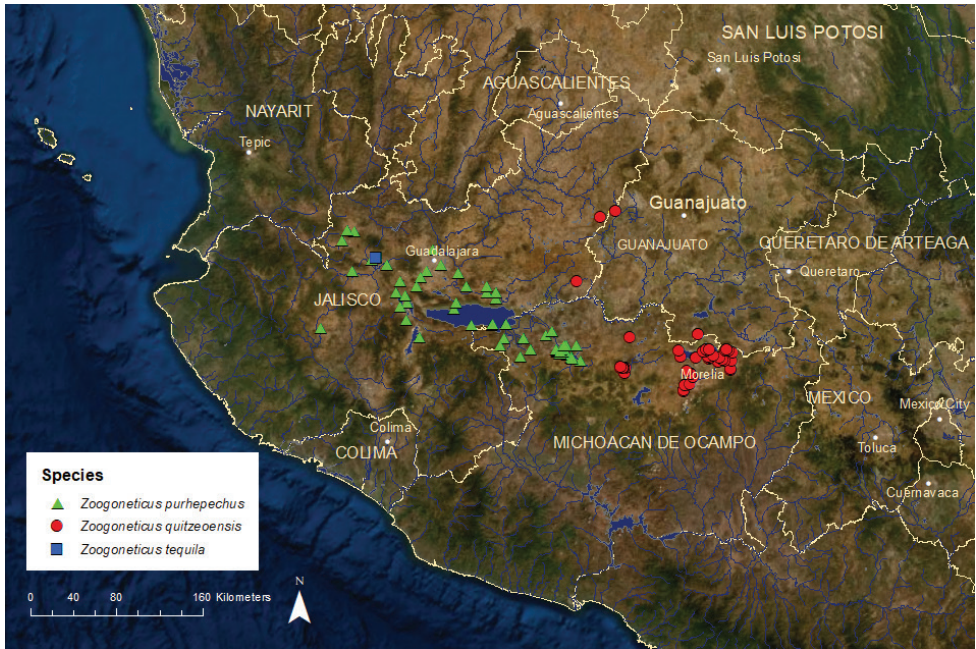 SAN LUIS POTOSI
San Luis Potosi
AGUASCALIENTES
Aguascalientes
NAYARIT
Tepic
Guanajuato
GUANAJUATO
QUERETARO DE ARTEAGA
Queretaro
Guadalajara
JALISCO
Morelia
MEXICO
Mexico City
Toluca
Cuernavaca
MICHOACAN DE OCAMPO
Colima
COLIMA
Species
Zoogoneticus purhepechus
Zoogoneticus quitzeoensis
Zoogoneticus tequila
0 40 80 160 Kilometers
N